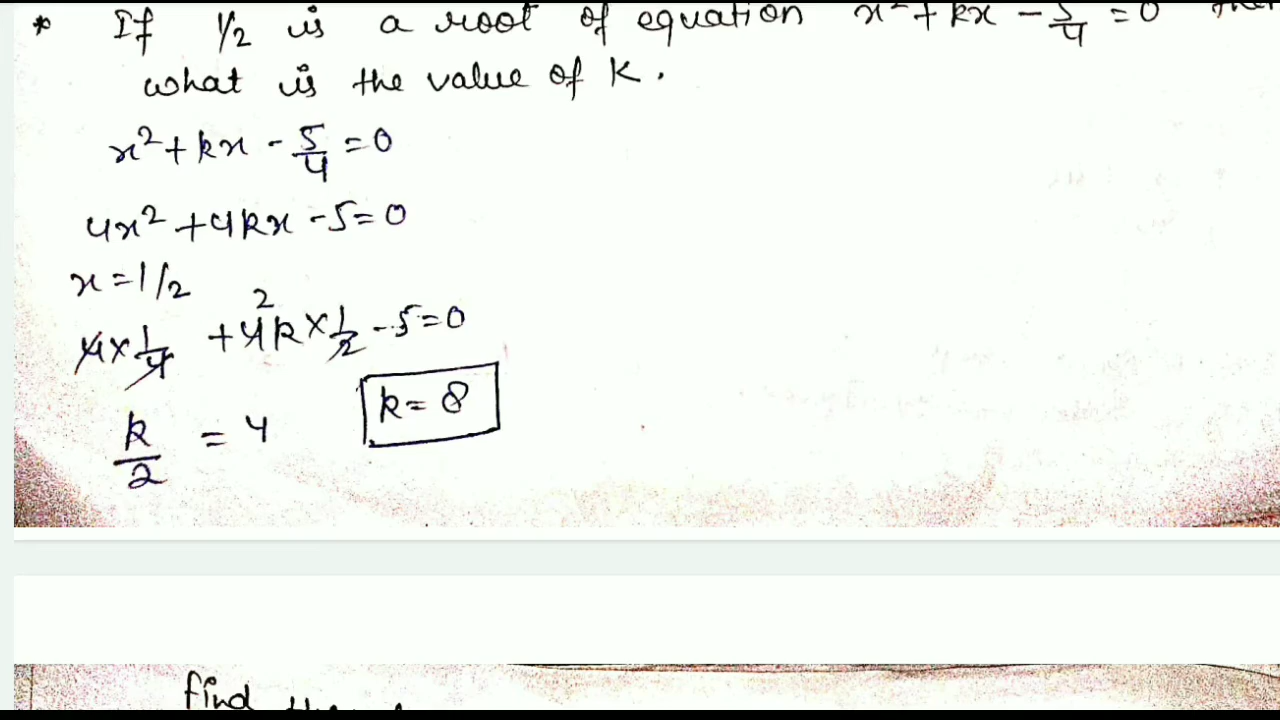 * If 1/2 is a root of equation x² + kx - 5/4 = 0 then
what is the value of K.
x² + kx - 5/4 = 0
4x² + 4kx - 5 = 0
x = 1/2
4 × 1/4 + 4k × 1/2 - 5 = 0
2
k/2 = 4
k = 8
find